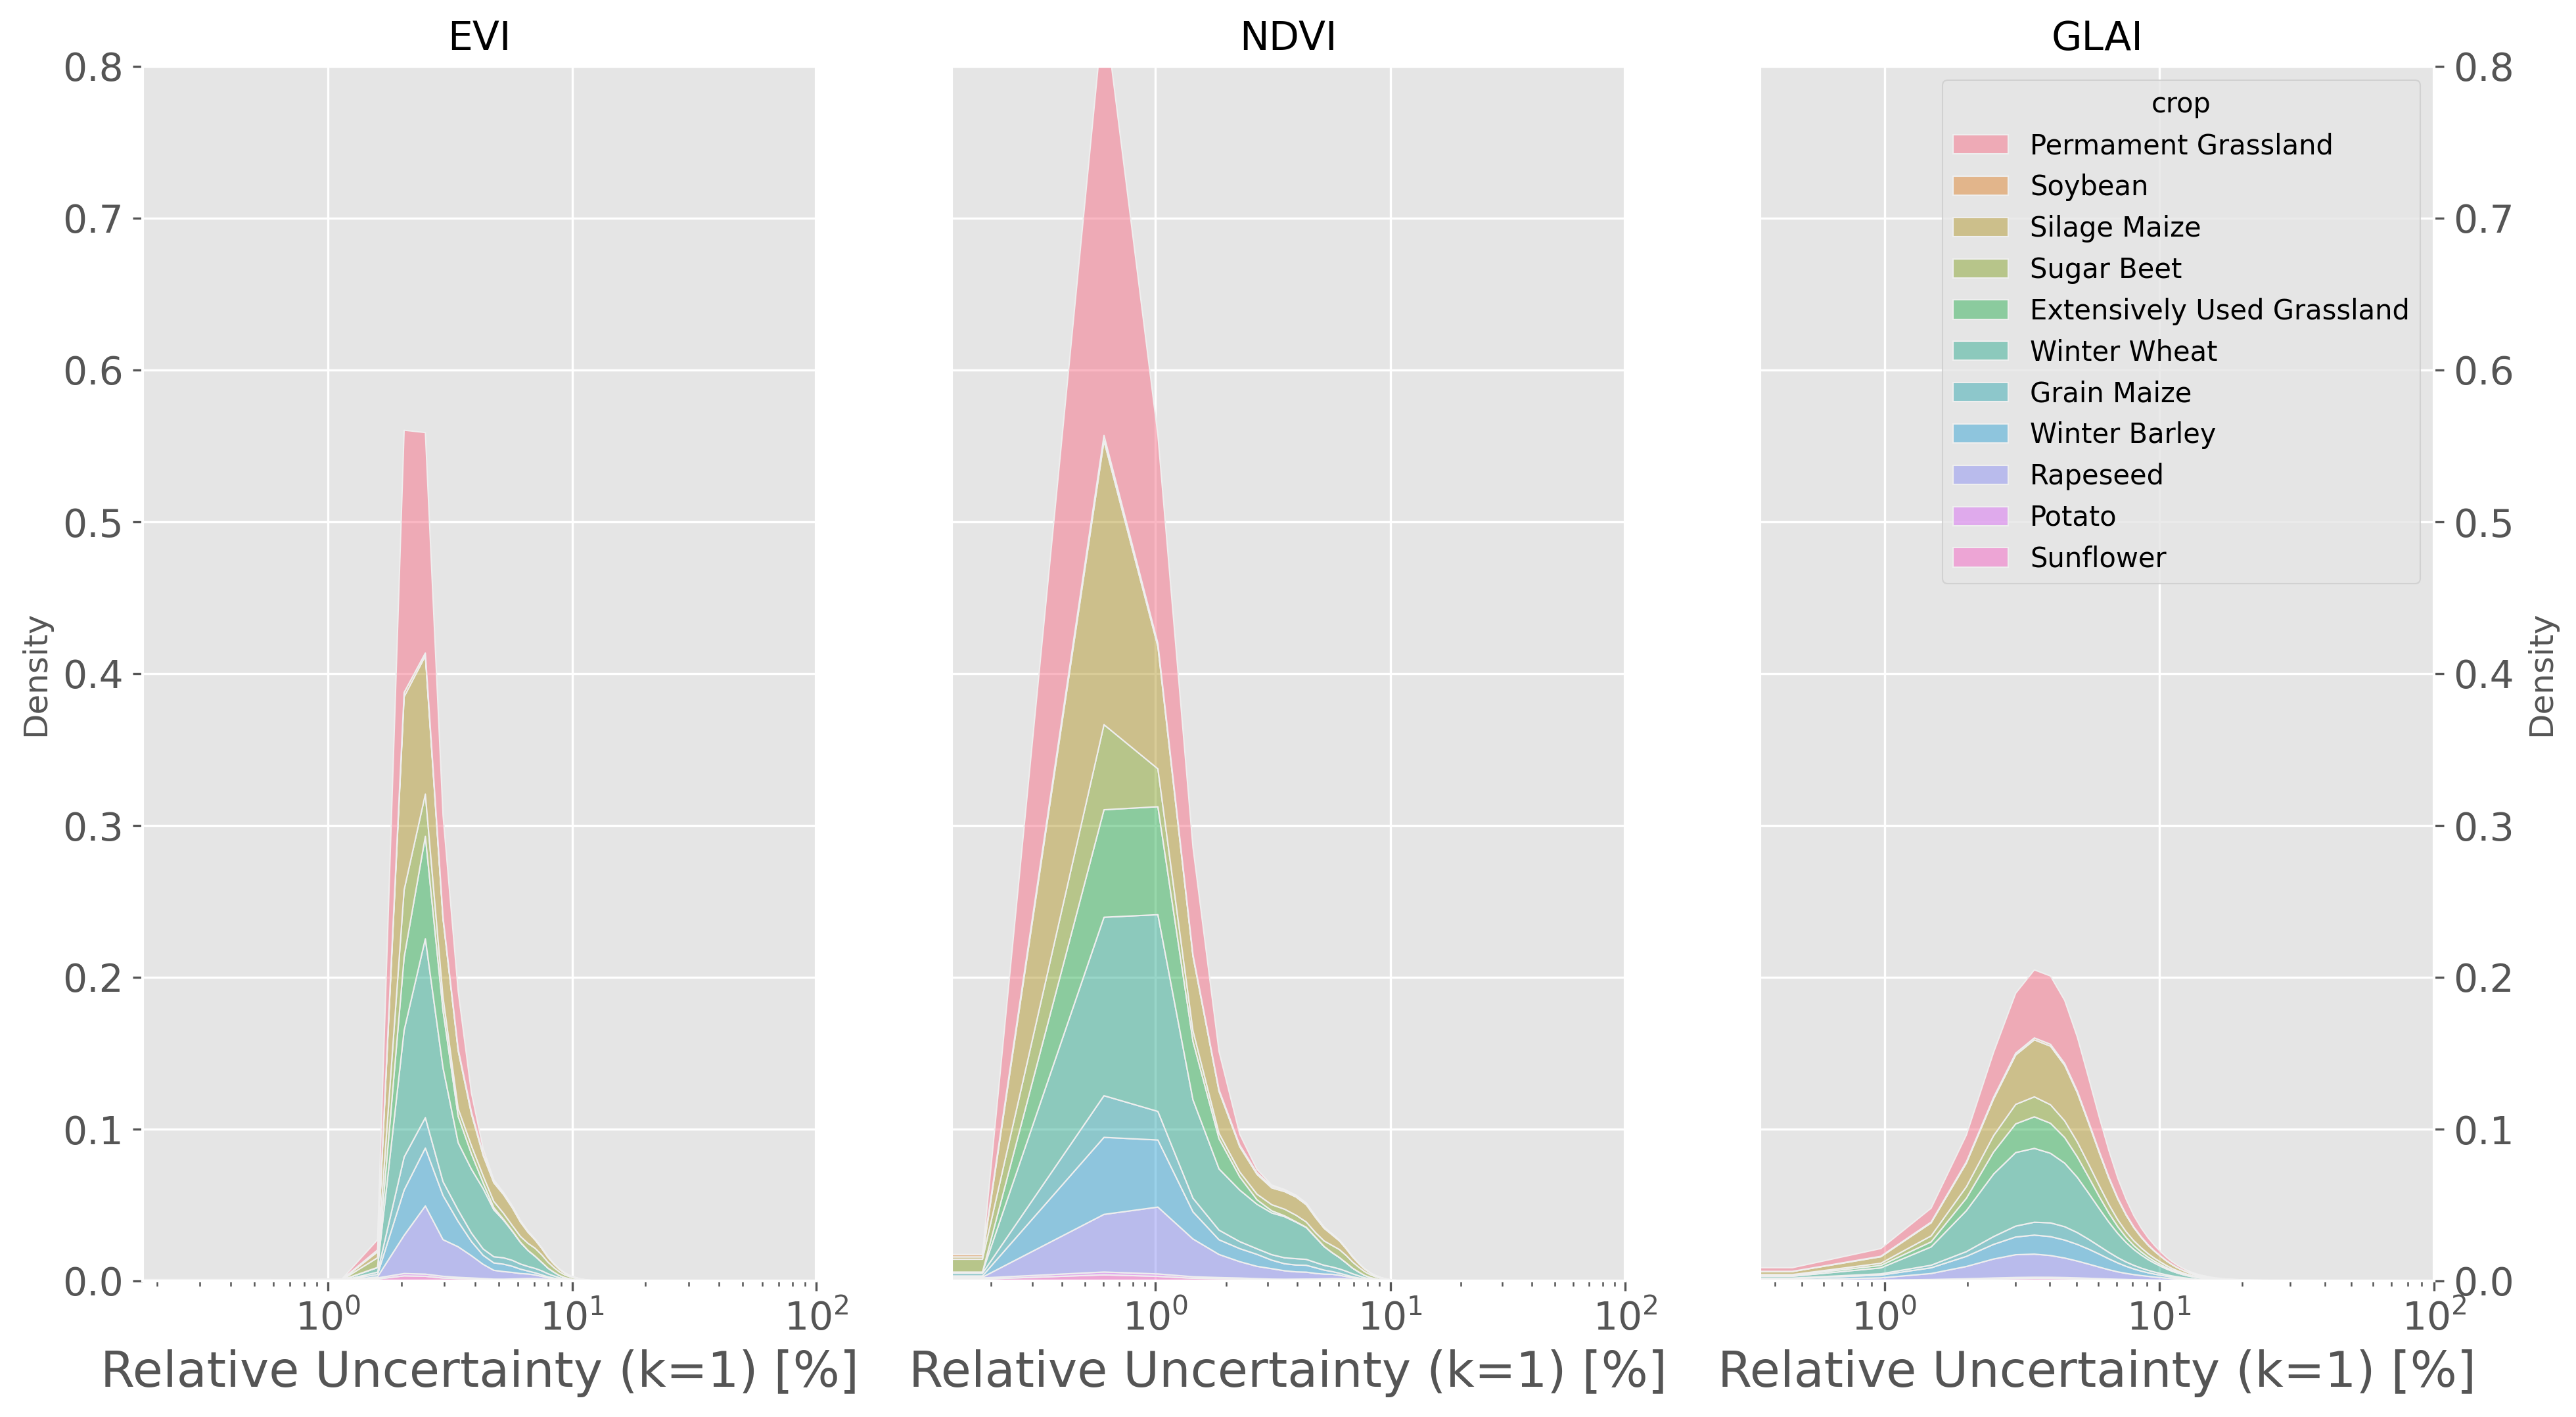 EVI
NDVI
GLAI
0.8
0.7
0.6
0.5
0.4
0.3
0.2
0.1
0.0
Density
10⁰ 10¹ 10²
Relative Uncertainty (k=1) [%]
10⁰ 10¹ 10²
Relative Uncertainty (k=1) [%]
crop
Permament Grassland
Soybean
Silage Maize
Sugar Beet
Extensively Used Grassland
Winter Wheat
Grain Maize
Winter Barley
Rapeseed
Potato
Sunflower
0.8
0.7
0.6
0.5
0.4
0.3
0.2
0.1
0.0
Density
10⁰ 10¹ 10²
Relative Uncertainty (k=1) [%]